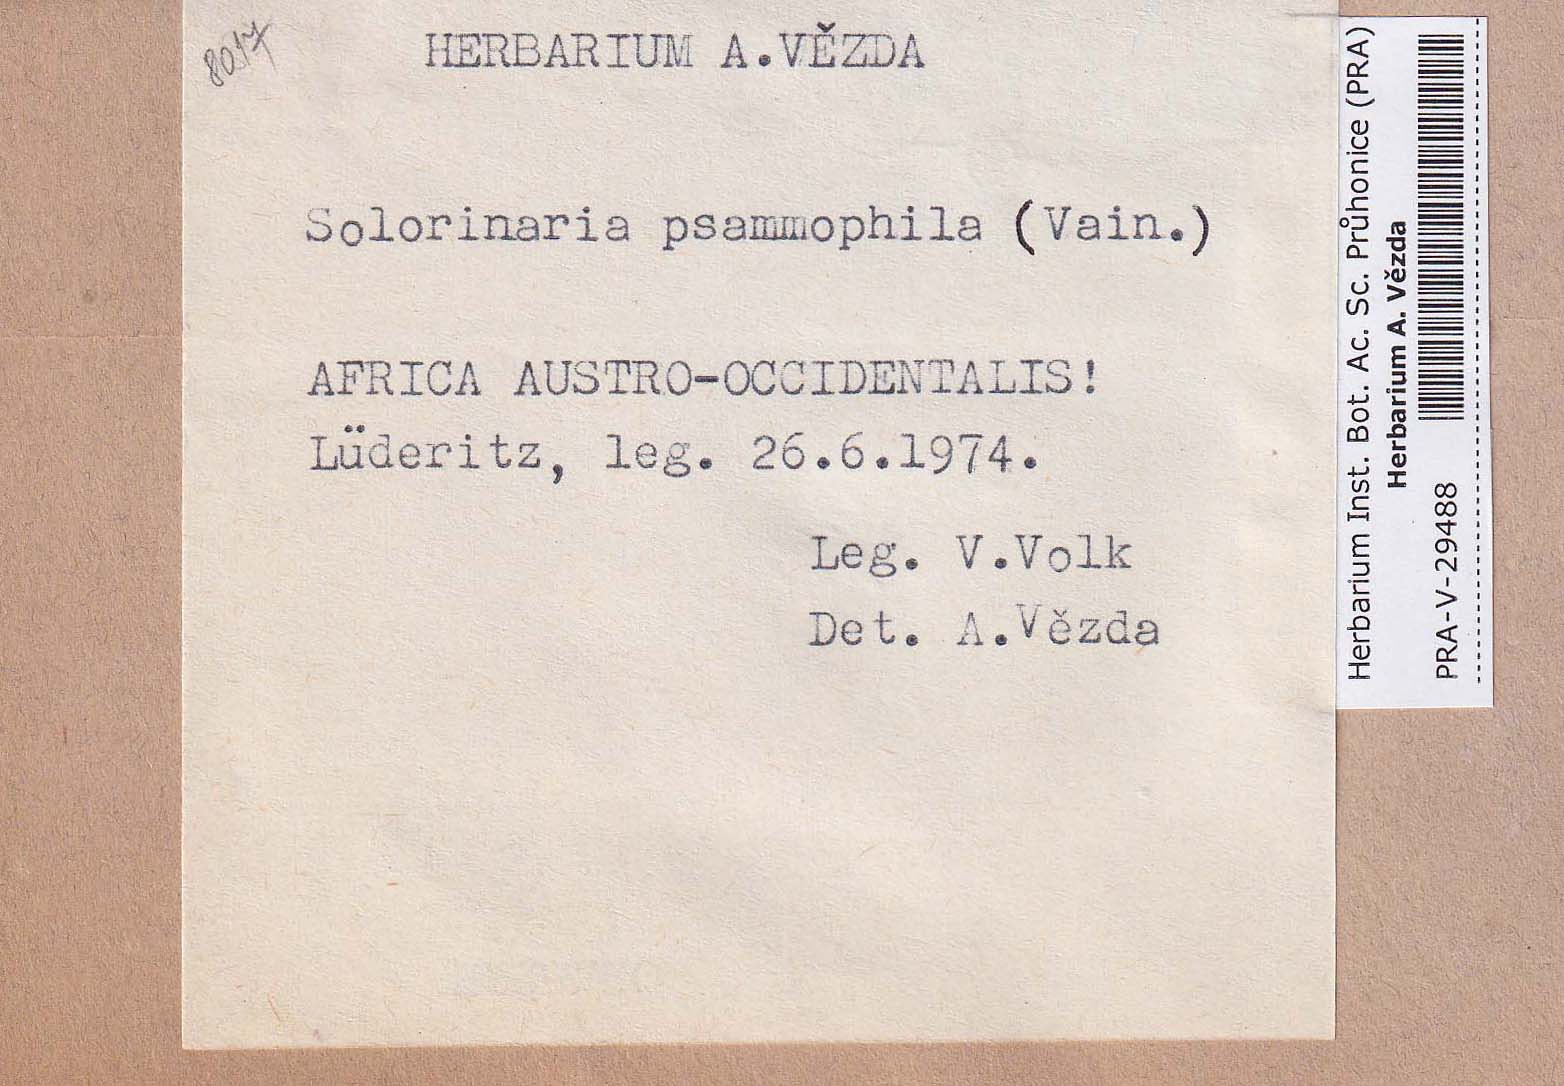 8017
HERBARIUM A.VĚZDA
Solorinaria psammophila (Vain.)
AFRICA AUSTRO-OCCIDENTALIS!
Lüderitz, leg. 26.6.1974.
Leg. V.Volk
Det. A.Vězda
Herbarium Inst. Bot. Ac. Sc. Průhonice (PRA)
Herbarium A. Vězda
PRA-V-29488